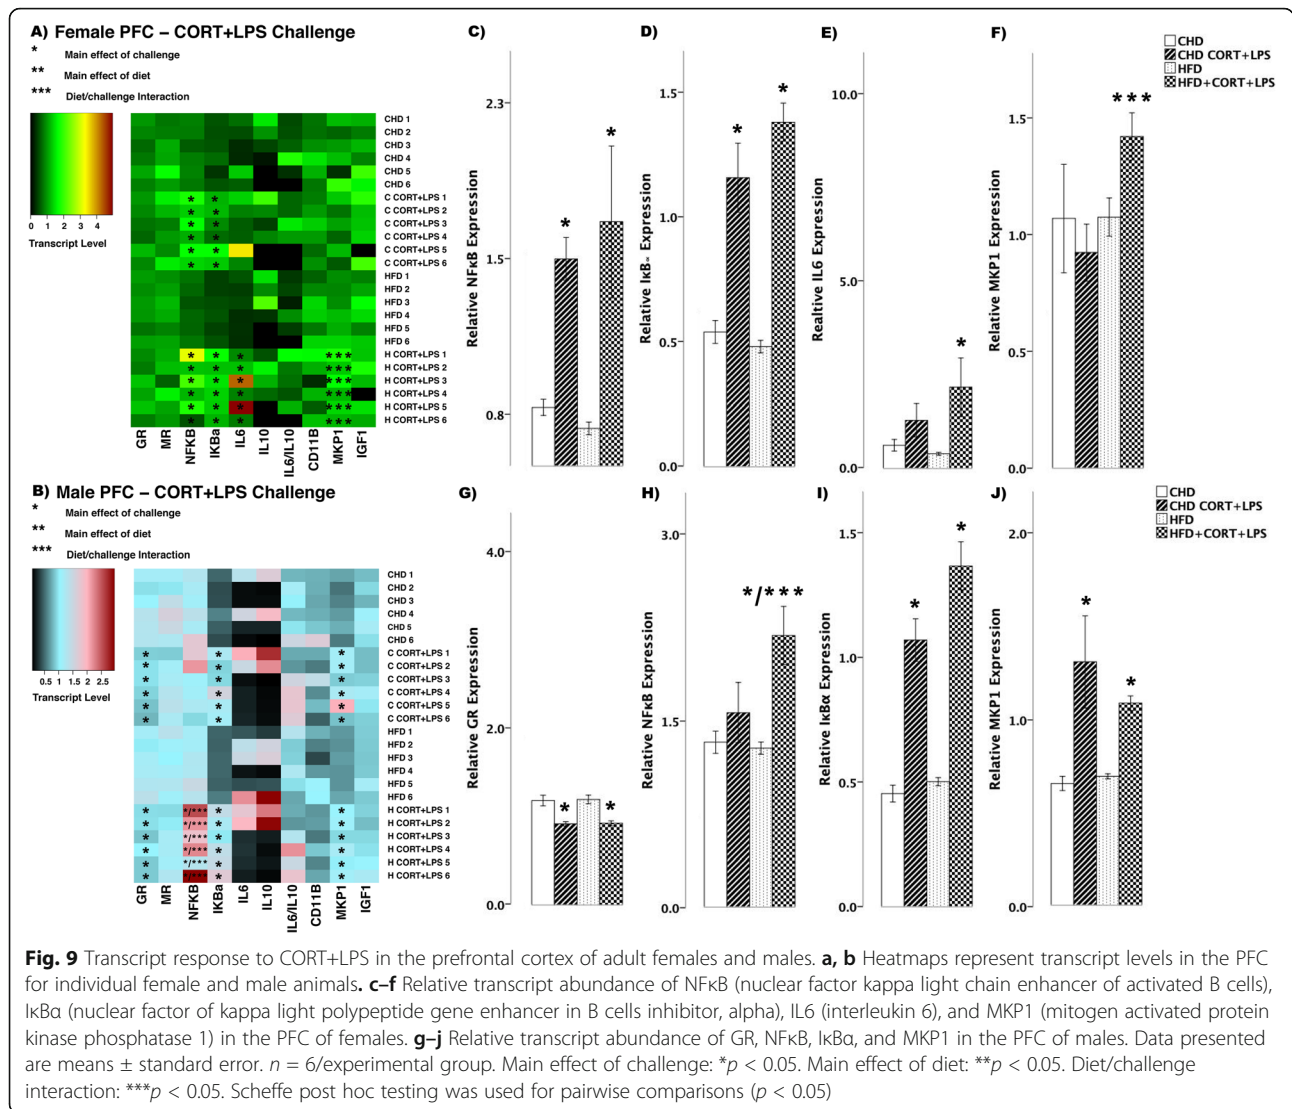 A) Female PFC – CORT+LPS Challenge
* Main effect of challenge
** Main effect of diet
*** Diet/challenge Interaction
0 1 2 3 4
Transcript Level
CHD 1
CHD 2
CHD 3
CHD 4
CHD 5
CHD 6
* * C CORT+LPS 1
* * C CORT+LPS 2
* * C CORT+LPS 3
* * C CORT+LPS 4
* * C CORT+LPS 5
* * C CORT+LPS 6
HFD 1
HFD 2
HFD 3
HFD 4
HFD 5
HFD 6
* * * *** H CORT+LPS 1
* * * *** H CORT+LPS 2
* * * *** H CORT+LPS 3
* * * *** H CORT+LPS 4
* * * *** H CORT+LPS 5
* * * *** H CORT+LPS 6
GR MR NFKB IKBa IL6 IL10 IL6/IL10 CD11B MKP1 IGF1
C)
Relative NFκB Expression
2.3
1.5
0.8
* *
D)
Relative IκB∝ Expression
1.5
1.0
0.5
0.0
* *
E)
Realtive IL6 Expression
10.0
5.0
0.0
*
F)
Relative MKP1 Expression
1.5
1.0
0.5
0.0
***
CHD
CHD CORT+LPS
HFD
HFD+CORT+LPS
B) Male PFC – CORT+LPS Challenge
* Main effect of challenge
** Main effect of diet
*** Diet/challenge Interaction
0.5 1 1.5 2 2.5
Transcript Level
CHD 1
CHD 2
CHD 3
CHD 4
CHD 5
CHD 6
* * * C CORT+LPS 1
* * * C CORT+LPS 2
* * * C CORT+LPS 3
* * * C CORT+LPS 4
* * * C CORT+LPS 5
* * * C CORT+LPS 6
HFD 1
HFD 2
HFD 3
HFD 4
HFD 5
HFD 6
* */*** * * H CORT+LPS 1
* */*** * * H CORT+LPS 2
* */*** * * H CORT+LPS 3
* */*** * * H CORT+LPS 4
* */*** * * H CORT+LPS 5
* */*** * * H CORT+LPS 6
GR MR NFKB IKBa IL6 IL10 IL6/IL10 CD11B MKP1 IGF1
G)
Relative GR Expression
4.0
2.0
0.0
* *
H)
Relative NFκB Expression
3.0
1.5
0.0
*/***
I)
Relative IκBα Expression
1.5
1.0
0.5
0.0
* *
J)
Relative MKP1 Expression
2.0
1.0
0.0
* *
CHD
CHD CORT+LPS
HFD
HFD+CORT+LPS
Fig. 9 Transcript response to CORT+LPS in the prefrontal cortex of adult females and males. a, b Heatmaps represent transcript levels in the PFC
for individual female and male animals. c–f Relative transcript abundance of NFκB (nuclear factor kappa light chain enhancer of activated B cells),
IκBα (nuclear factor of kappa light polypeptide gene enhancer in B cells inhibitor, alpha), IL6 (interleukin 6), and MKP1 (mitogen activated protein
kinase phosphatase 1) in the PFC of females. g–j Relative transcript abundance of GR, NFκB, IκBα, and MKP1 in the PFC of males. Data presented
are means ± standard error. n = 6/experimental group. Main effect of challenge: *p < 0.05. Main effect of diet: **p < 0.05. Diet/challenge
interaction: ***p < 0.05. Scheffe post hoc testing was used for pairwise comparisons (p < 0.05)